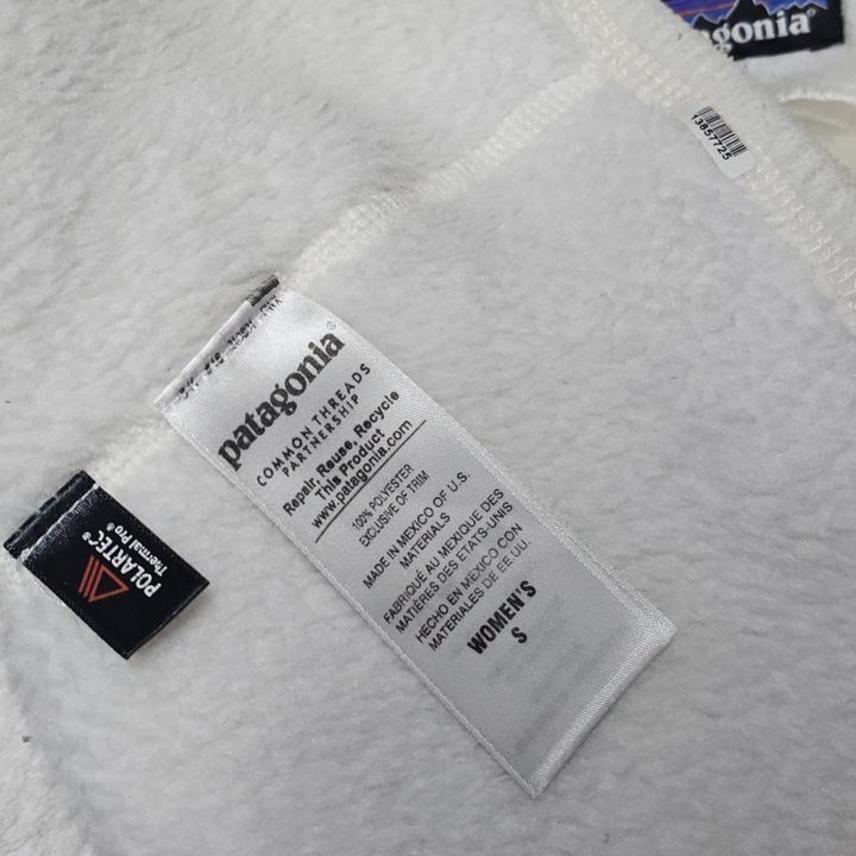 gonia®
13857725
patagonia®
COMMON THREADS
PARTNERSHIP
Repair, Reuse, Recycle
This Product
www.patagonia.com
100% POLYESTER
EXCLUSIVE OF TRIM
MADE IN MEXICO OF U.S.
MATERIALS
FABRIQUÉ AU MEXIQUE DES
MATIÈRES DES ETATS-UNIS
HECHO EN MEXICO CON
MATERIALES DE EE.UU.
WOMEN'S
S
POLARTEC®
Thermal Pro®